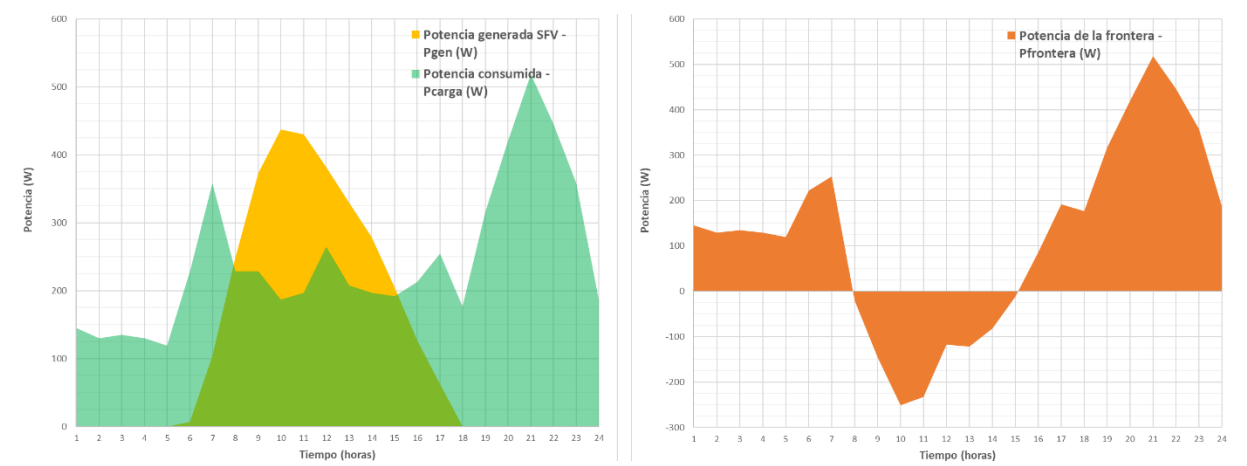 600
500
400
300
200
100
0
Potencia (W)
Potencia generada SFV -
Pgen (W)
Potencia consumida -
Pcarga (W)
1 2 3 4 5 6 7 8 9 10 11 12 13 14 15 16 17 18 19 20 21 22 23 24
Tiempo (horas)
600
500
400
300
200
100
0
-100
-200
-300
Potencia (W)
Potencia de la frontera -
Pfrontera (W)
1 2 3 4 5 6 7 8 9 10 11 12 13 14 15 16 17 18 19 20 21 22 23 24
Tiempo (horas)